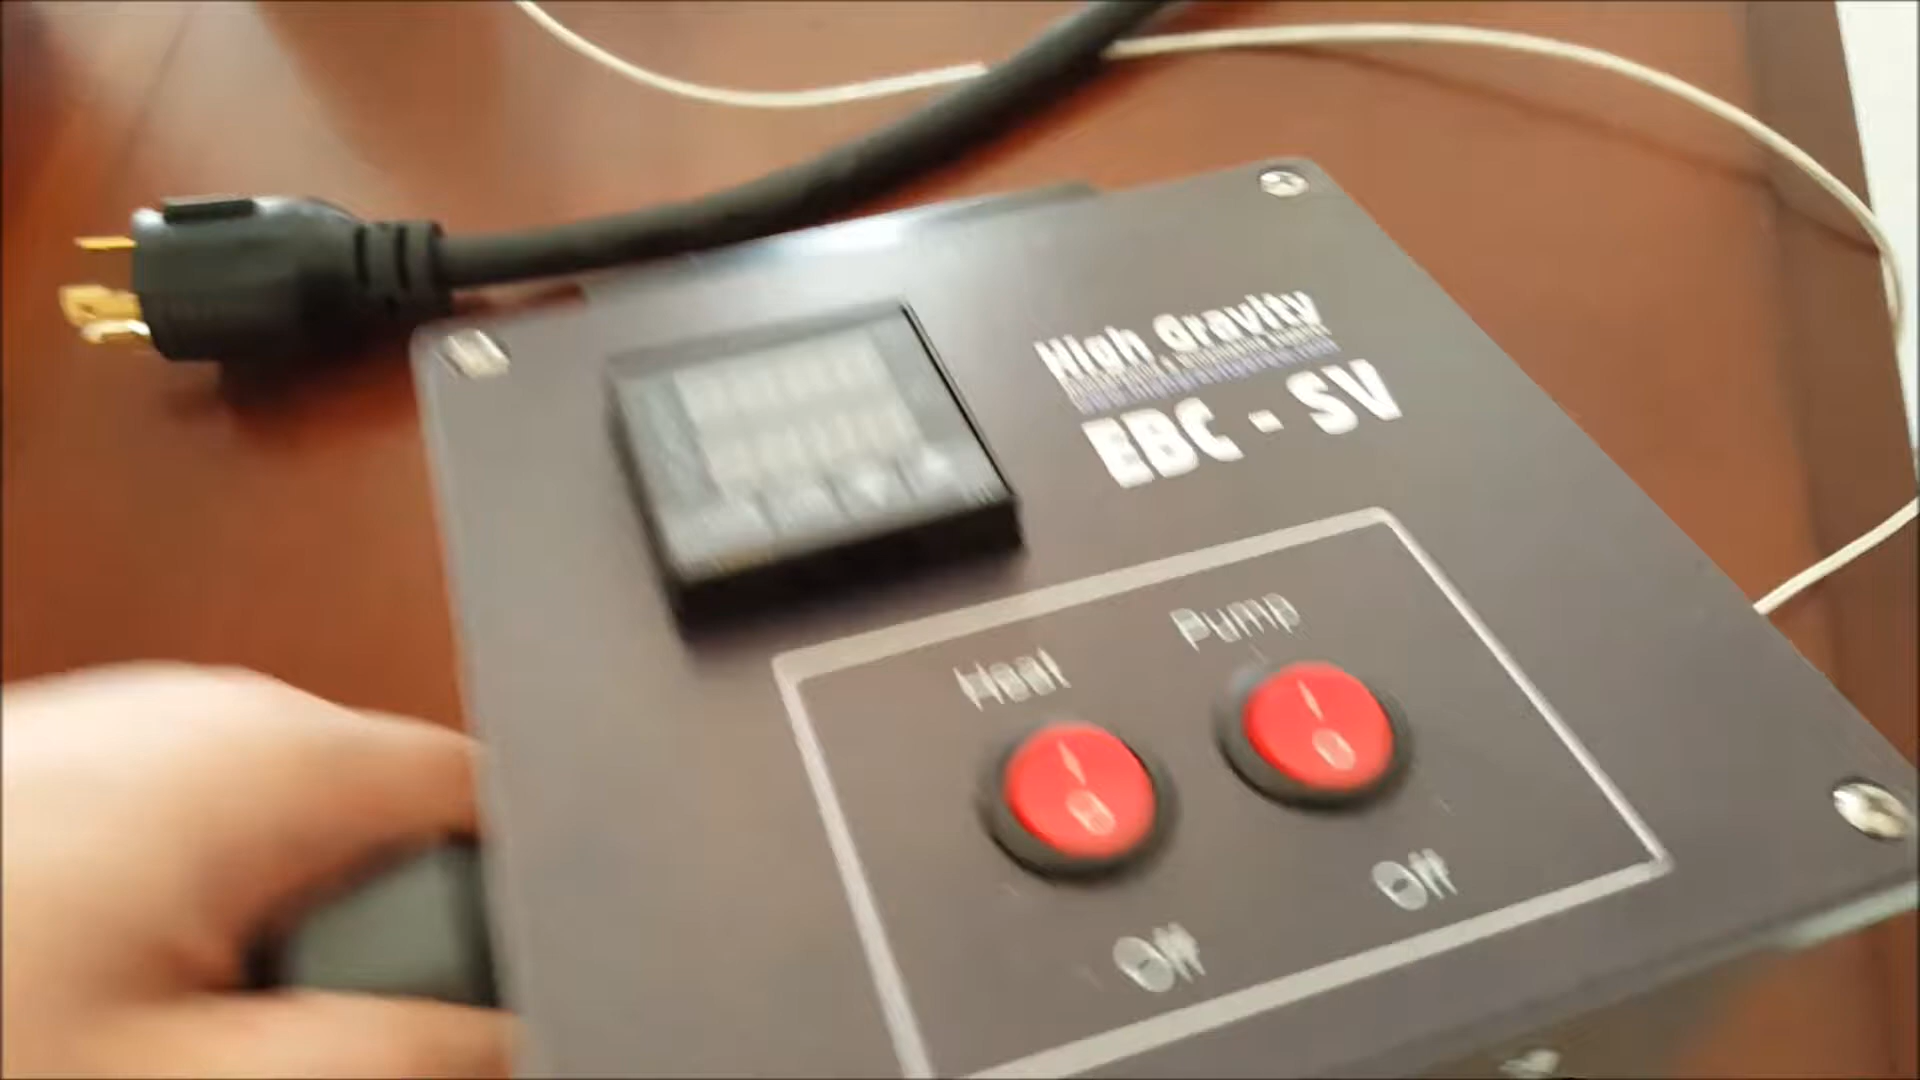 High Gravity
EBC - SV
Heat
Pump
Off
Off